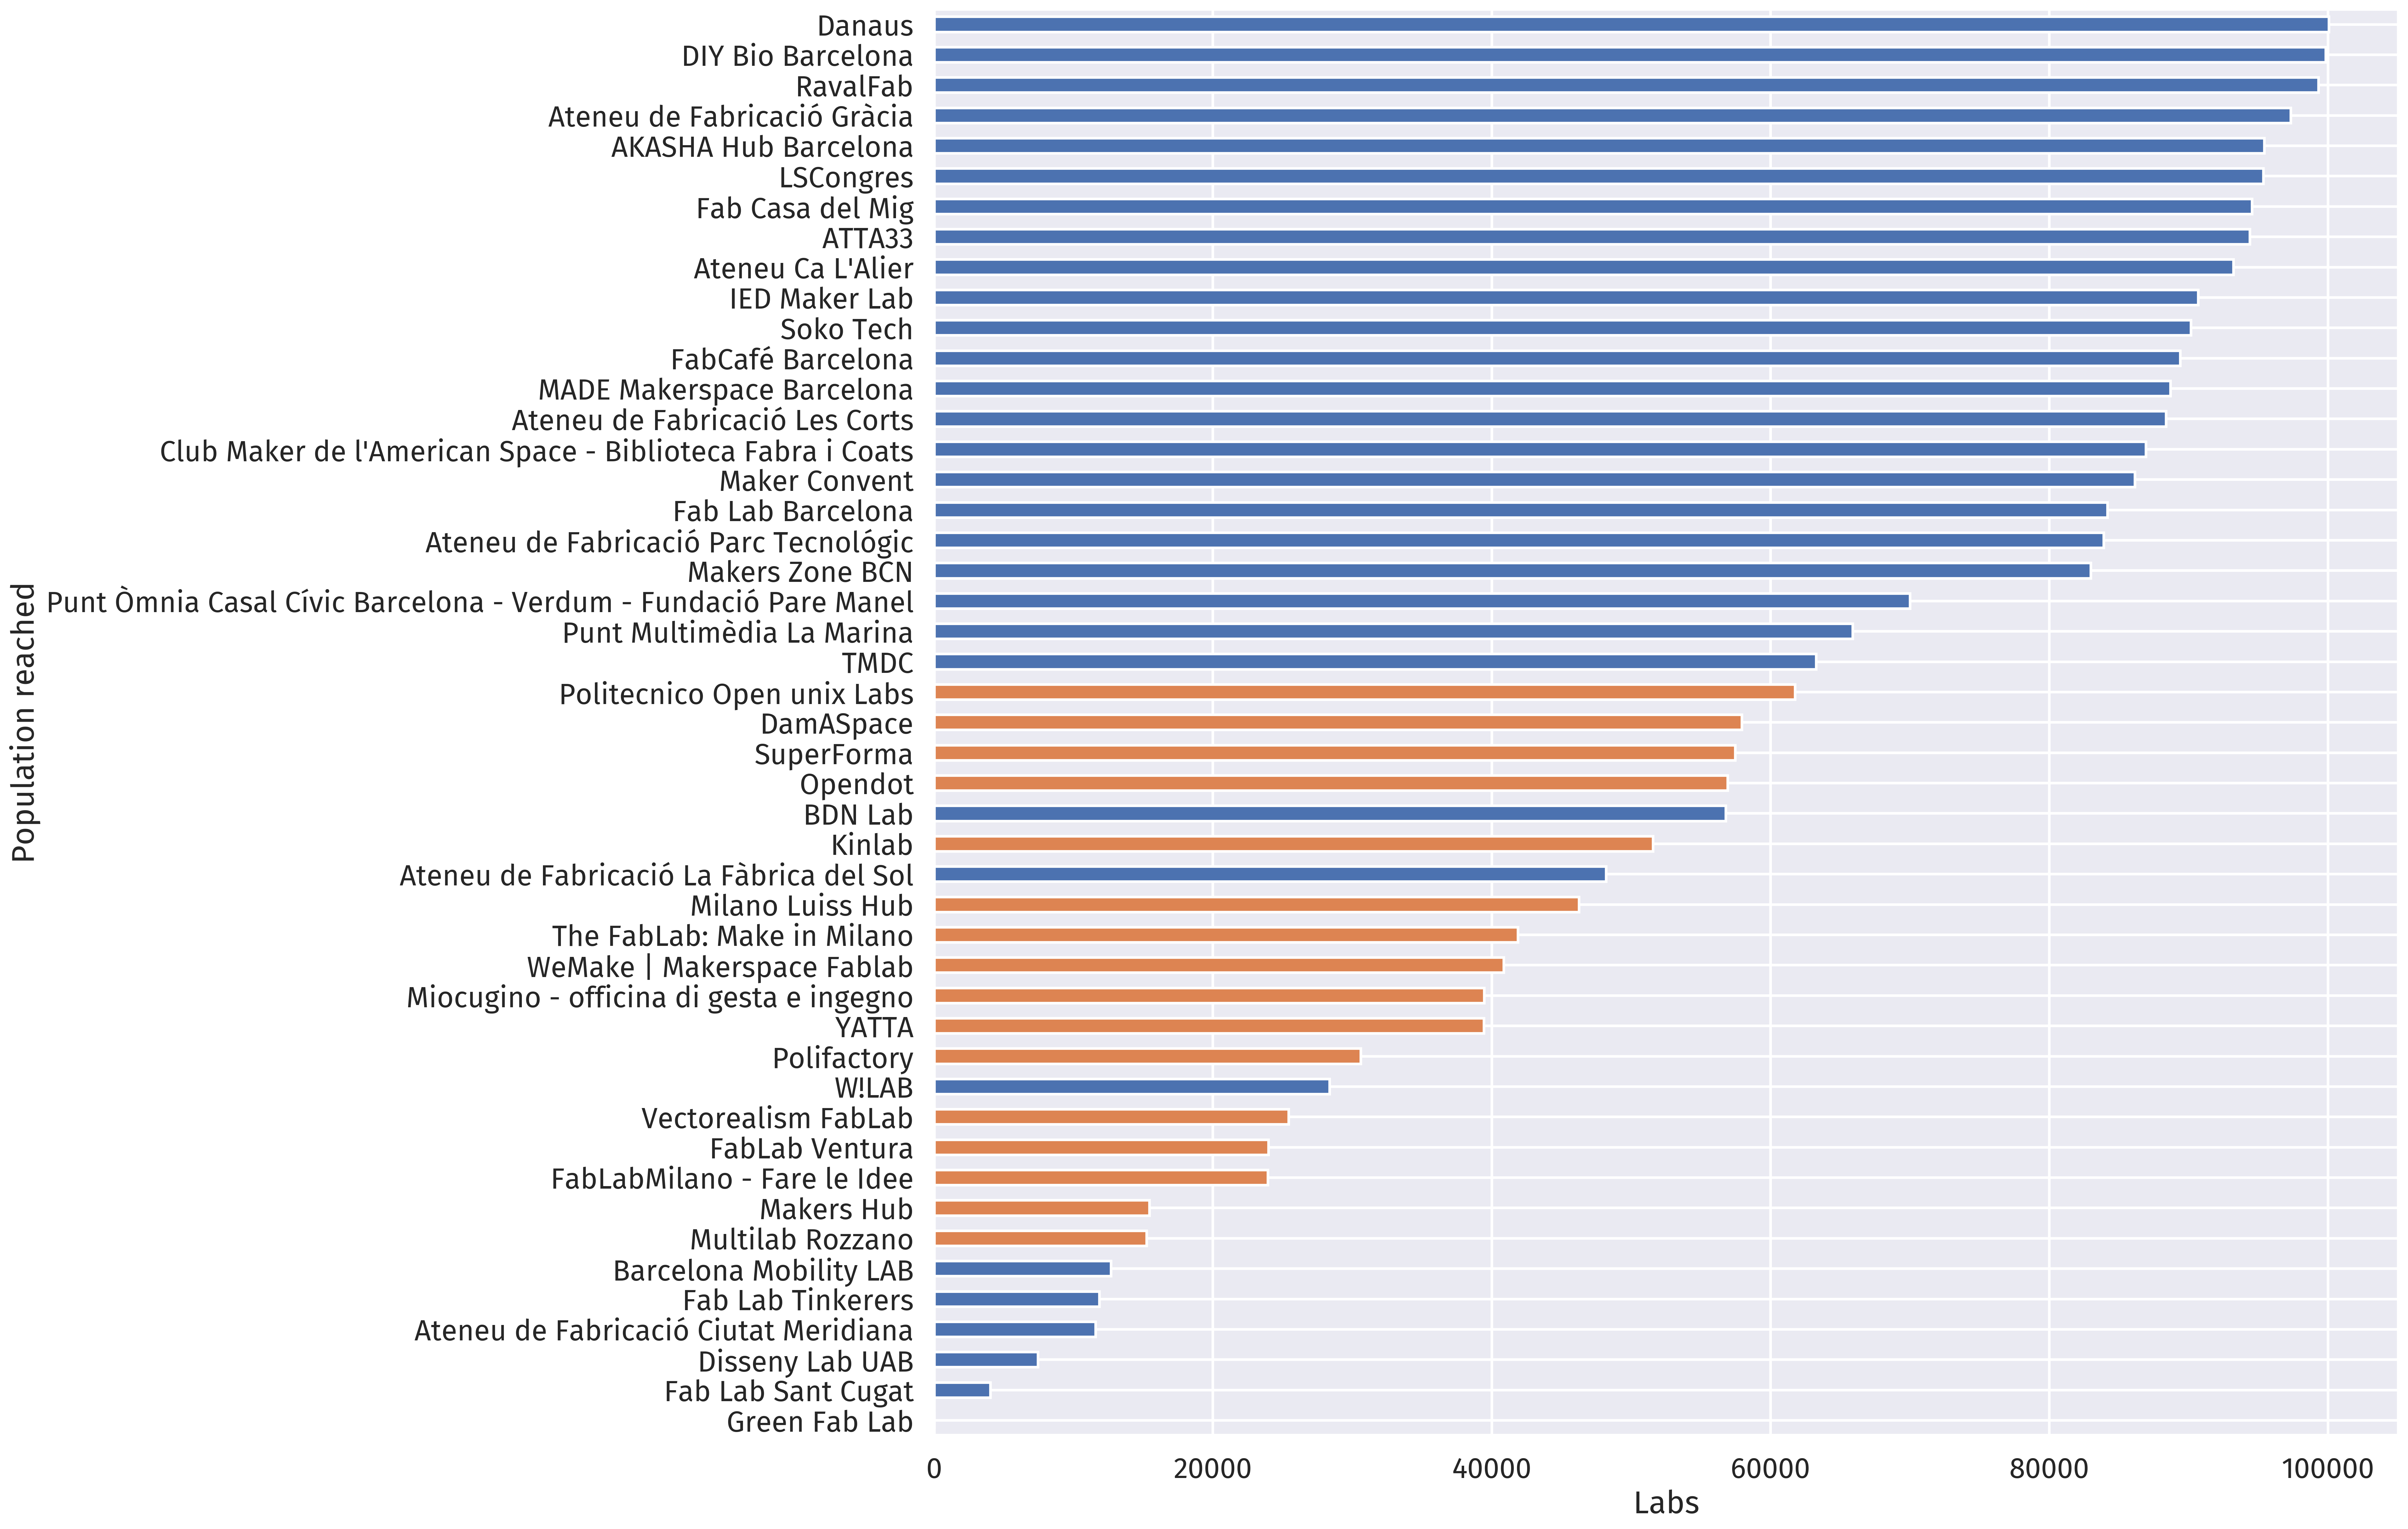 Danaus
DIY Bio Barcelona
RavalFab
Ateneu de Fabricació Gràcia
AKASHA Hub Barcelona
LSCongres
Fab Casa del Mig
ATTA33
Ateneu Ca L'Alier
IED Maker Lab
Soko Tech
FabCafé Barcelona
MADE Makerspace Barcelona
Ateneu de Fabricació Les Corts
Club Maker de l'American Space - Biblioteca Fabra i Coats
Maker Convent
Fab Lab Barcelona
Ateneu de Fabricació Parc Tecnológic
Makers Zone BCN
Punt Òmnia Casal Cívic Barcelona - Verdum - Fundació Pare Manel
Punt Multimèdia La Marina
TMDC
Politecnico Open unix Labs
DamASpace
SuperForma
Opendot
BDN Lab
Kinlab
Ateneu de Fabricació La Fàbrica del Sol
Milano Luiss Hub
The FabLab: Make in Milano
WeMake | Makerspace Fablab
Miocugino - officina di gesta e ingegno
YATTA
Polifactory
W!LAB
Vectorealism FabLab
FabLab Ventura
FabLabMilano - Fare le Idee
Makers Hub
Multilab Rozzano
Barcelona Mobility LAB
Fab Lab Tinkerers
Ateneu de Fabricació Ciutat Meridiana
Disseny Lab UAB
Fab Lab Sant Cugat
Green Fab Lab
Population reached
0 20000 40000 60000 80000 100000
Labs